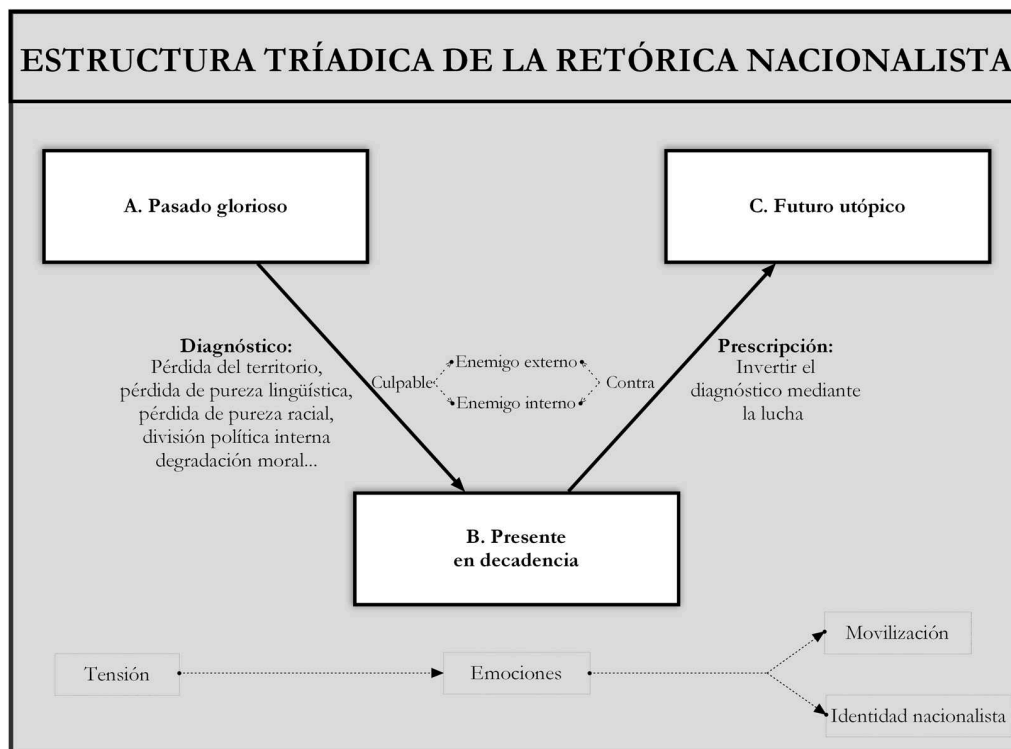 ESTRUCTURA TRÍADICA DE LA RETÓRICA NACIONALISTA
A. Pasado glorioso
C. Futuro utópico
Diagnóstico:
Pérdida del territorio,
pérdida de pureza lingüística,
pérdida de pureza racial,
división política interna
degradación moral...
Culpable
Enemigo externo
Enemigo interno
Contra
Prescripción:
Invertir el
diagnóstico mediante
la lucha
B. Presente
en decadencia
Tensión
Emociones
Movilización
Identidad nacionalista